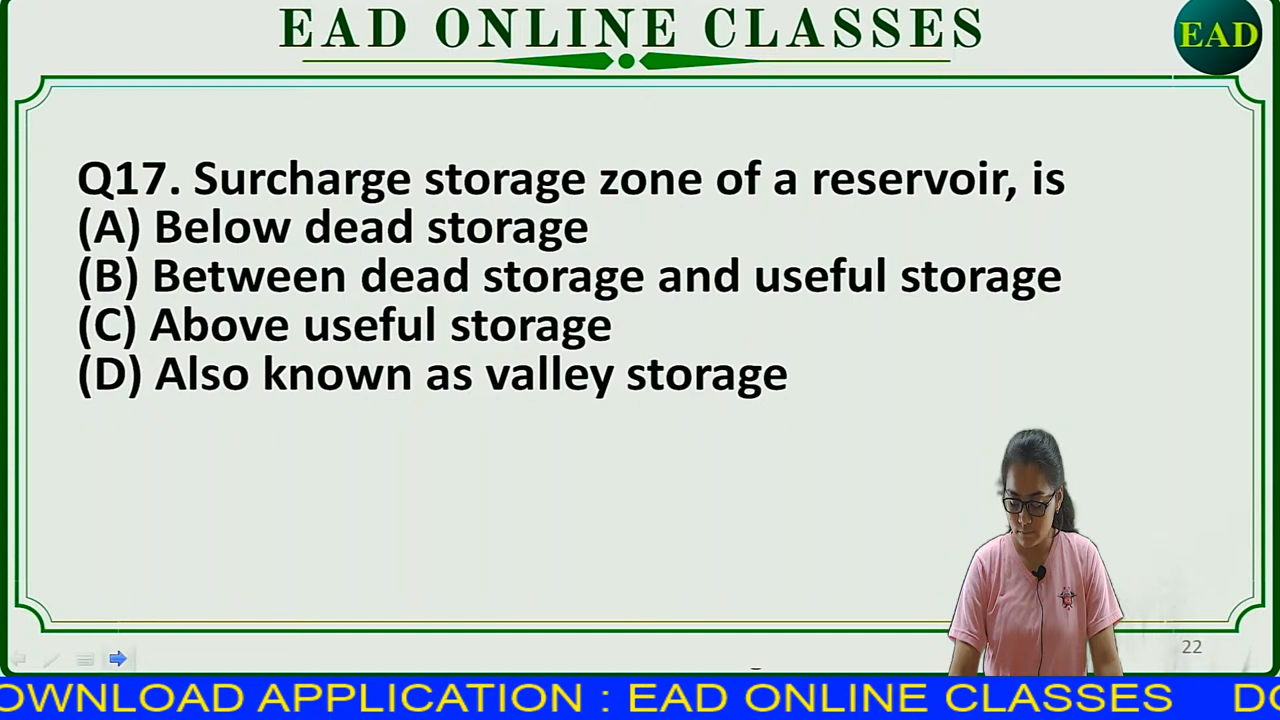 EAD ONLINE CLASSES
EAD
Q17. Surcharge storage zone of a reservoir, is
(A) Below dead storage
(B) Between dead storage and useful storage
(C) Above useful storage
(D) Also known as valley storage
22
OWNLOAD APPLICATION : EAD ONLINE CLASSES DO